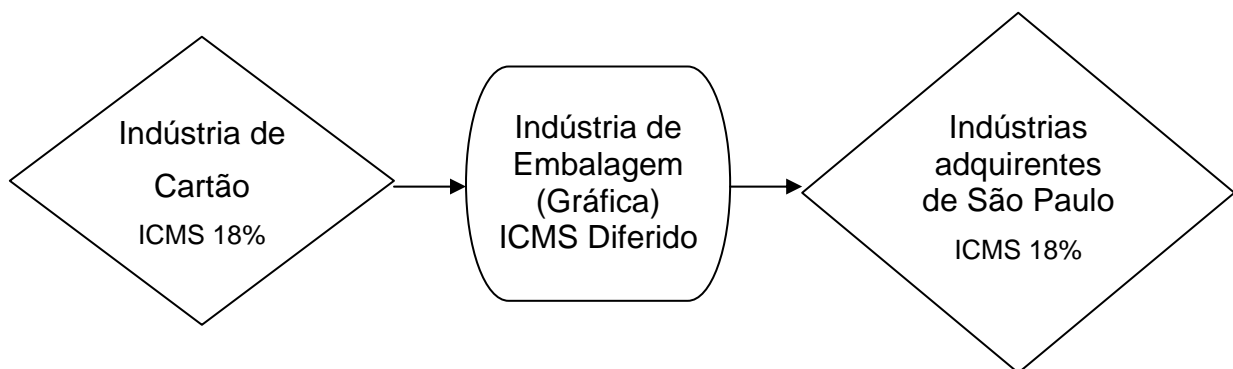 Indústria de
Cartão
ICMS 18%
Indústria de
Embalagem
(Gráfica)
ICMS Diferido
Indústrias
adquirentes
de São Paulo
ICMS 18%